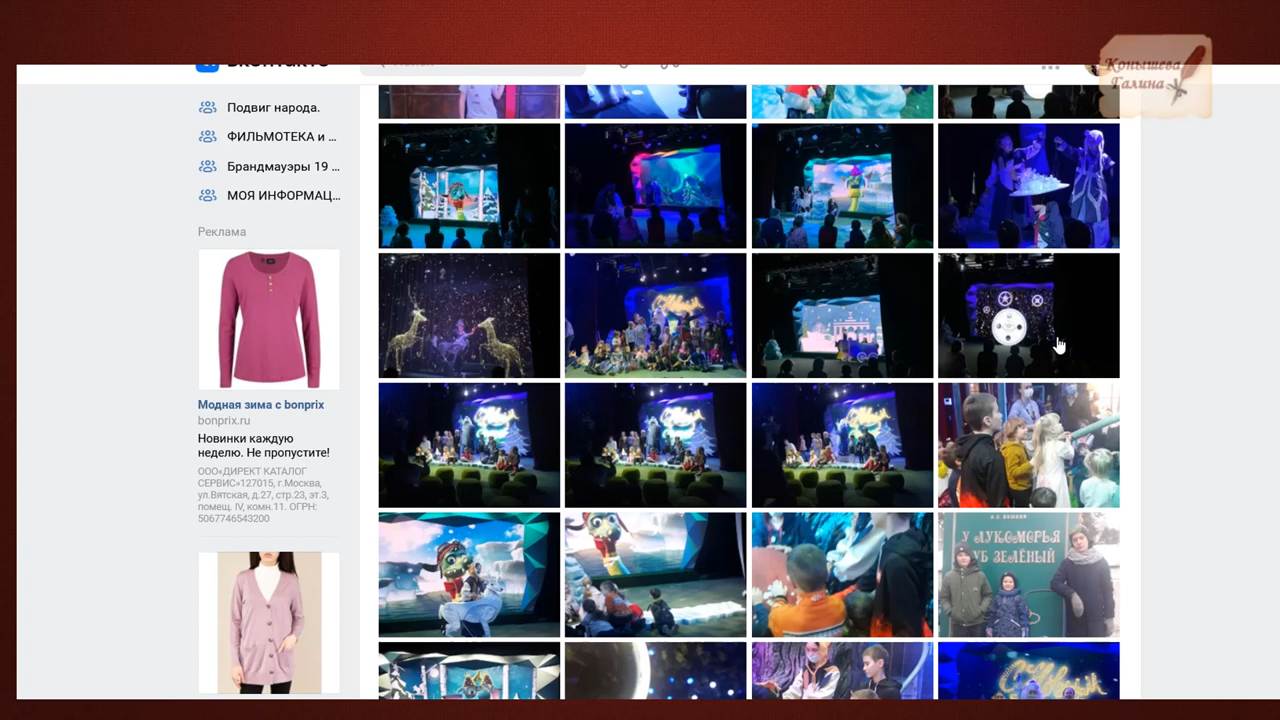 Конышева
Галина
Подвиг народа.
ФИЛЬМОТЕКА и ...
Брандмауэры 19 ...
МОЯ ИНФОРМАЦ...
Реклама
Модная зима с bonprix
bonprix.ru
Новинки каждую
неделю. Не пропустите!
ООО«ДИРЕКТ КАТАЛОГ
СЕРВИС»127015, г.Москва,
ул.Вятская, д.27, стр.23, эт.3,
помещ. IV, комн.11. ОГРН:
5067746543200
У ЛУКОМОРЬЯ
УБ ЗЕЛЁНЫЙ